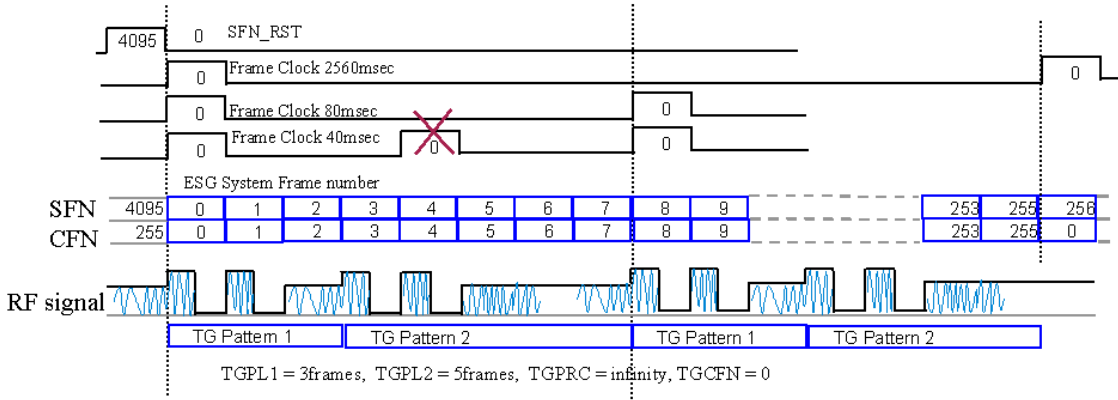 4095 0 SFN_RST
0 Frame Clock 2560msec 0
0 Frame Clock 80msec 0
0 Frame Clock 40msec 0 0
ESG System Frame number
SFN 4095 0 1 2 3 4 5 6 7 8 9 253 255 256
CFN 255 0 1 2 3 4 5 6 7 8 9 253 255 0
RF signal
TG Pattern 1 TG Pattern 2 TG Pattern 1 TG Pattern 2
TGPL1 = 3frames, TGPL2 = 5frames, TGPRC = infinity, TGCFN = 0